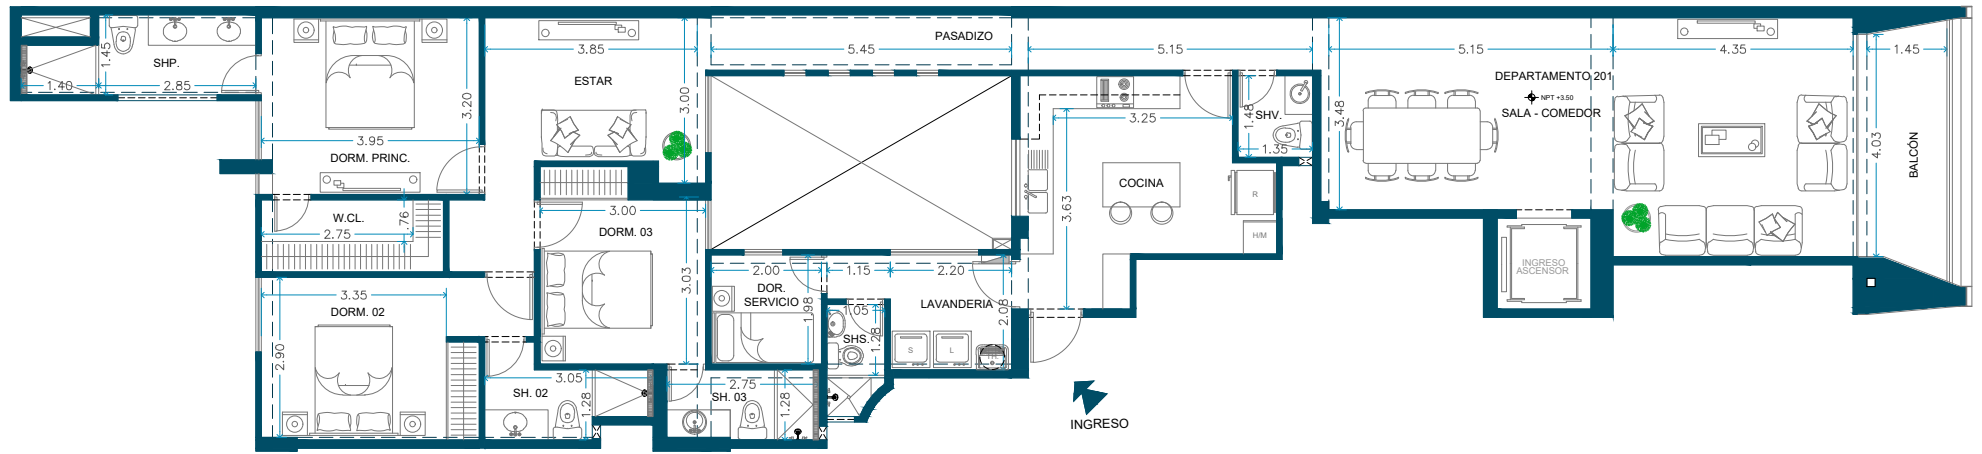 PASADIZO
3.85
5.45
5.15
5.15
4.35
1.45
1.45
SHP.
1.40
2.85
3.20
3.95
DORM. PRINC.
ESTAR
3.00
DEPARTAMENTO 201
NPT +3.50
SALA - COMEDOR
3.48
4.03
BALCÓN
3.25
1.48
SHV.
1.35
COCINA
3.63
R
H/M
W.CL.
.76
2.75
3.00
DORM. 03
3.03
INGRESO
ASCENSOR
2.00
1.15
2.20
DOR.
SERVICIO
1.98
LAVANDERIA
2.08
3.35
DORM. 02
2.90
1.05
SHS.
1.28
S
L
3.05
SH. 02
1.28
2.75
SH. 03
1.28
INGRESO